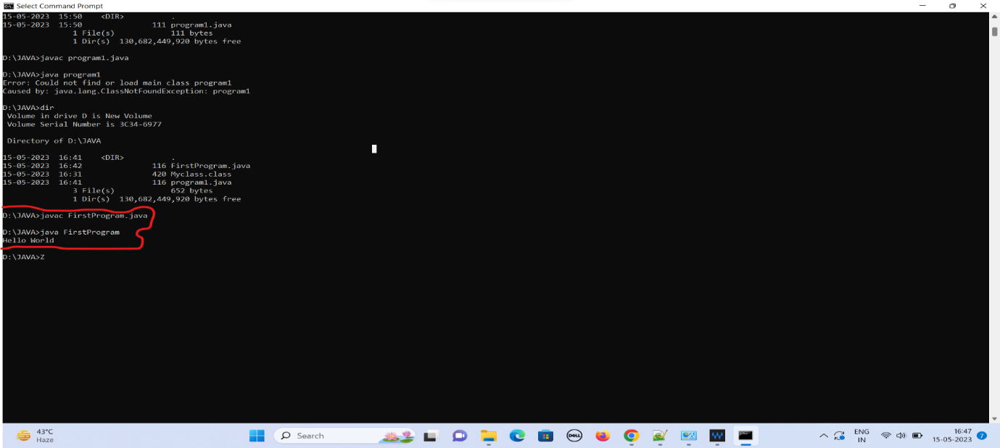 Select Command Prompt
15-05-2023  15:50    <DIR>          .
15-05-2023  15:50               111 program1.java
               1 File(s)            111 bytes
               1 Dir(s)  130,682,449,920 bytes free
D:\JAVA>javac program1.java
D:\JAVA>java program1
Error: Could not find or load main class program1
Caused by: java.lang.ClassNotFoundException: program1
D:\JAVA>dir
 Volume in drive D is New Volume
 Volume Serial Number is 3C34-6977
 Directory of D:\JAVA
15-05-2023  16:41    <DIR>          .
15-05-2023  16:42               116 FirstProgram.java
15-05-2023  16:31               420 Myclass.class
15-05-2023  16:41               116 program1.java
               3 File(s)            652 bytes
               1 Dir(s)  130,682,449,920 bytes free
D:\JAVA>javac FirstProgram.java
D:\JAVA>java FirstProgram
Hello World
D:\JAVA>Z
43°C
Haze
Search
DELL
W
ENG
IN
16:47
15-05-2023
7